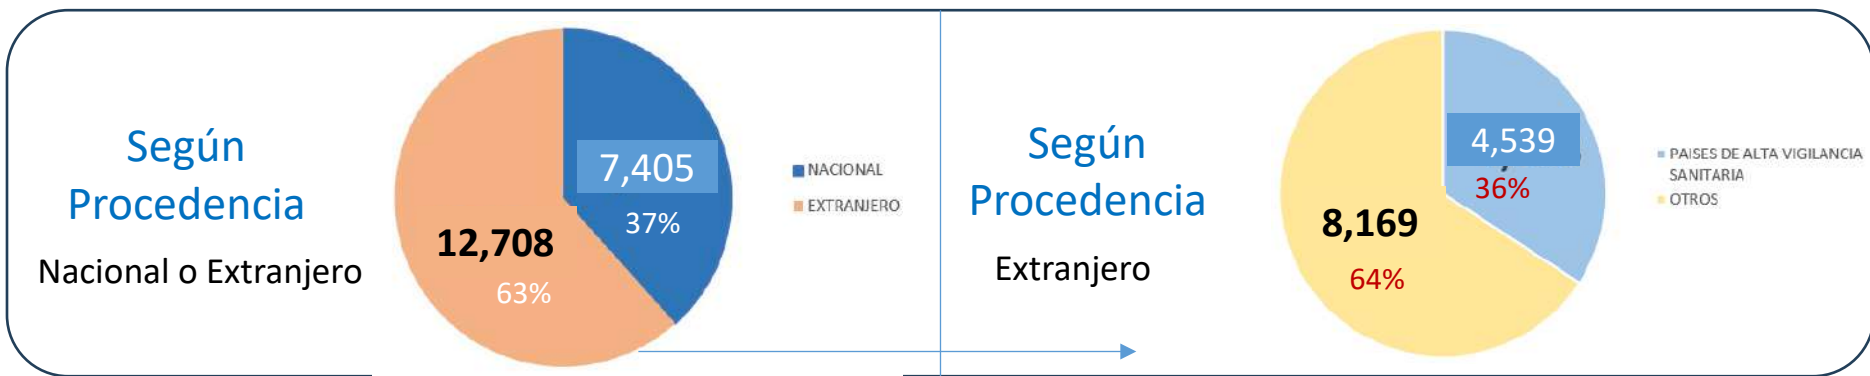 Según
Procedencia
Nacional o Extranjero
7,405
37%
12,708
63%
NACIONAL
EXTRANJERO
Según
Procedencia
Extranjero
4,539
36%
8,169
64%
PAISES DE ALTA VIGILANCIA
SANITARIA
OTROS